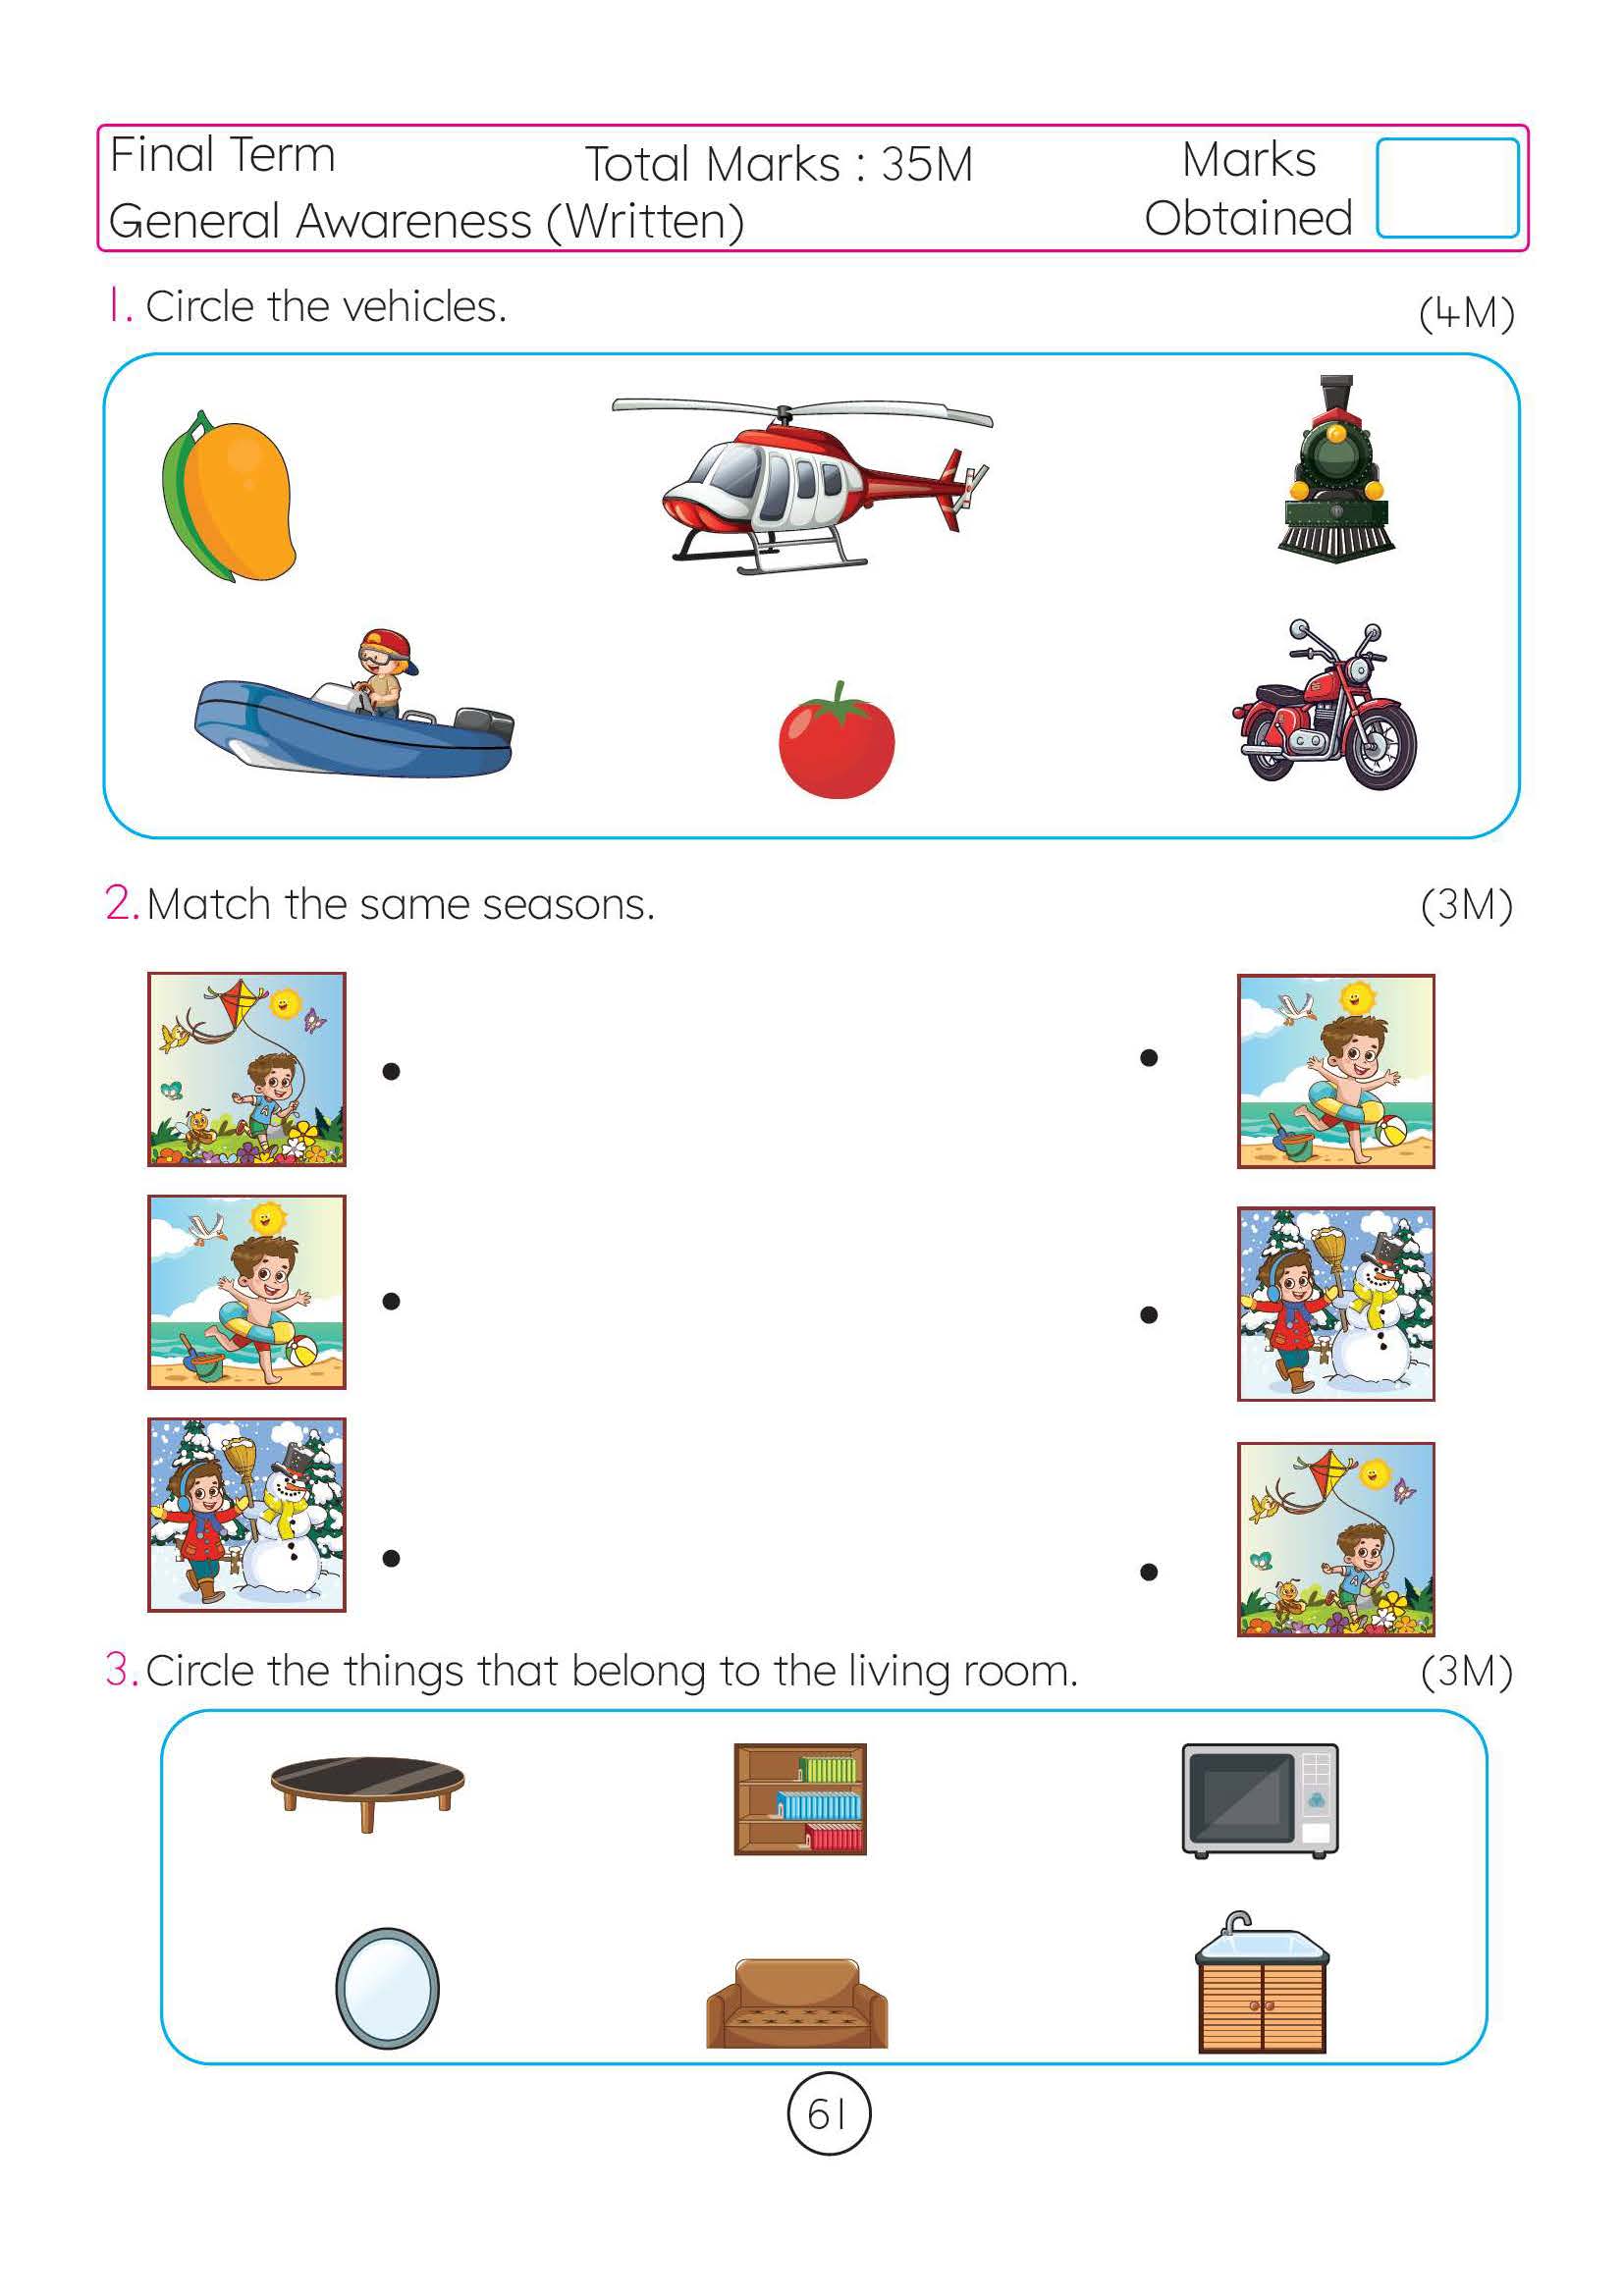 Final Term
Total Marks : 35M
Marks
Obtained
General Awareness (Written)
1. Circle the vehicles. (4M)
2. Match the same seasons. (3M)
3. Circle the things that belong to the living room. (3M)
61